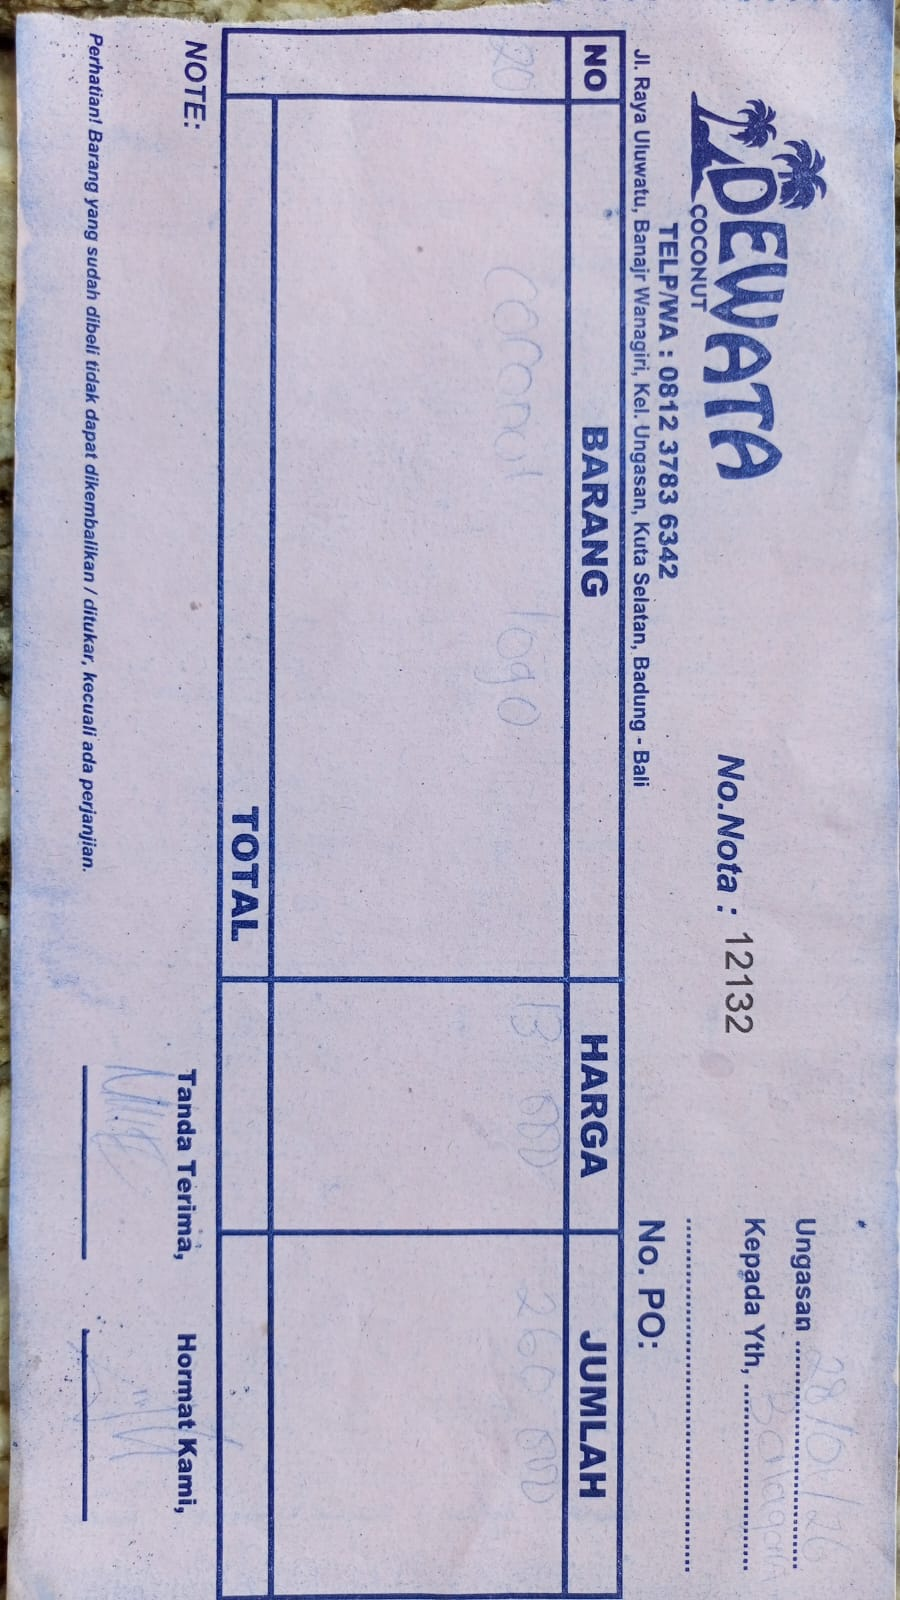 DEWATA
COCONUT
TELP/WA : 0812 3783 6342
Jl. Raya Uluwatu, Banajr Wanagiri, Kel. Ungasan, Kuta Selatan, Badung - Bali
No.Nota : 12132
Ungasan 28/01/26
Kepada Yth,
No. PO:
NO BARANG HARGA JUMLAH
20 coconut logo 13 000 260 000
TOTAL
NOTE:
Tanda Terima, Hormat Kami,
Perhatian! Barang yang sudah dibeli tidak dapat dikembalikan / ditukar, kecuali ada perjanjian.